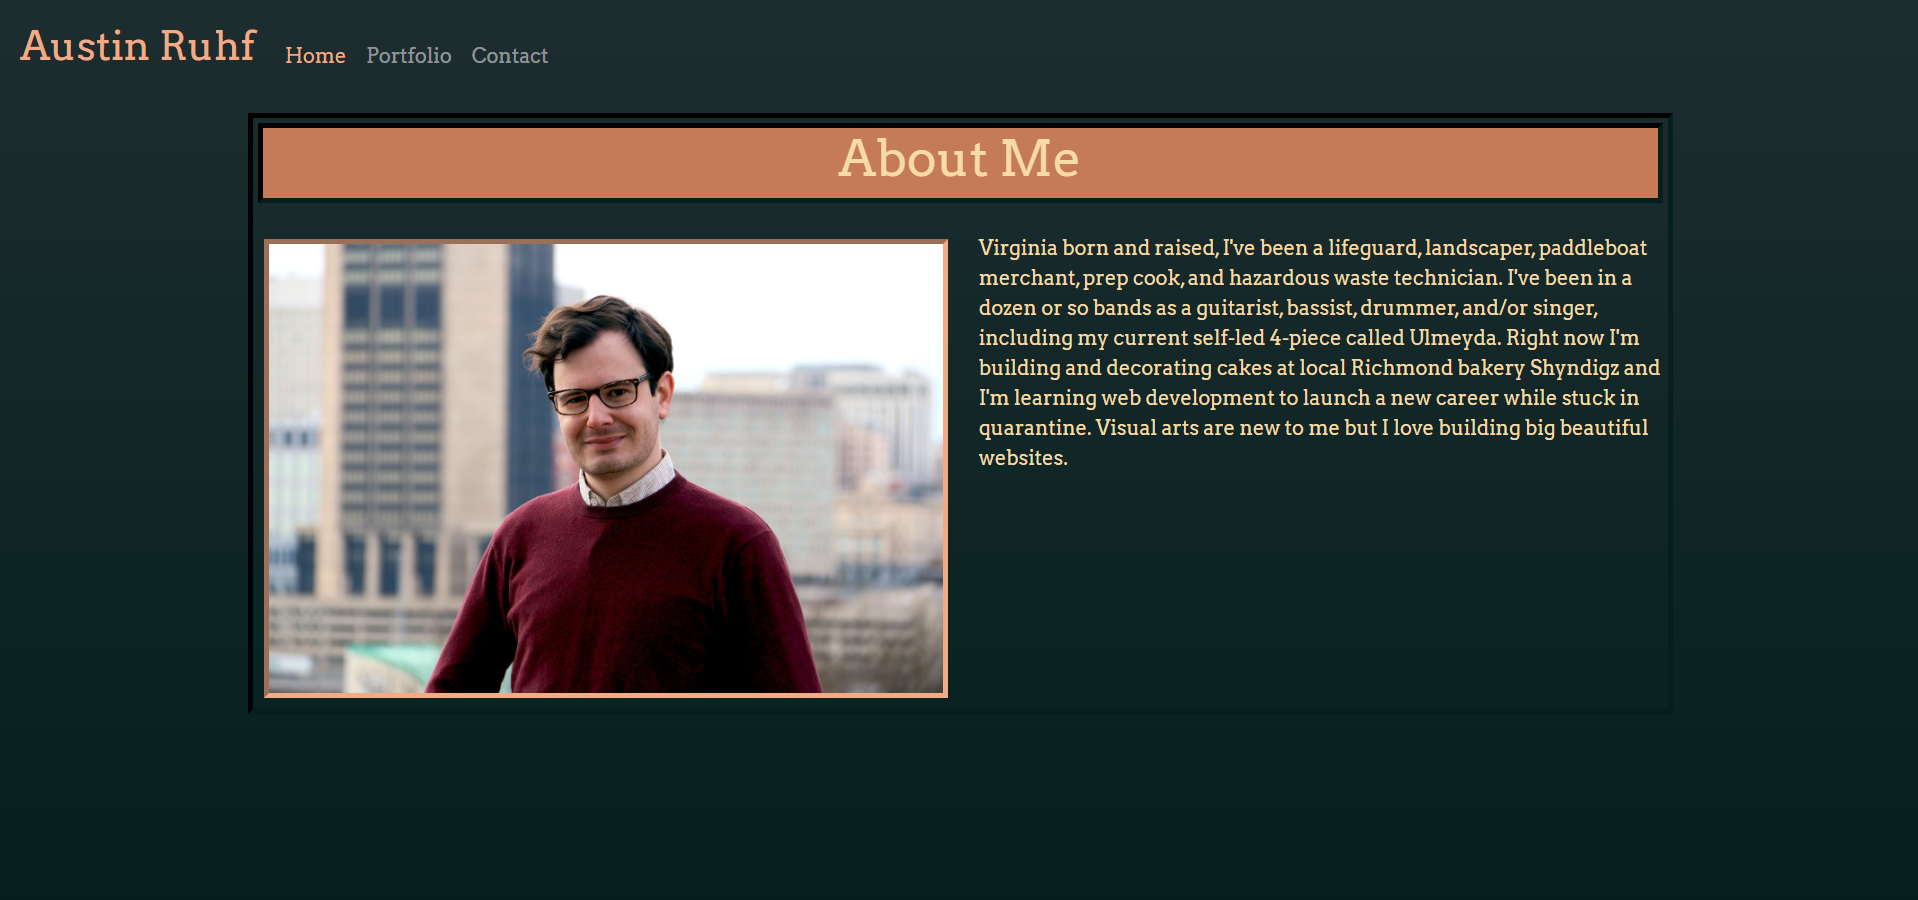 Austin Ruhf
Home Portfolio Contact
About Me
Virginia born and raised, I've been a lifeguard, landscaper, paddleboat
merchant, prep cook, and hazardous waste technician. I've been in a
dozen or so bands as a guitarist, bassist, drummer, and/or singer,
including my current self-led 4-piece called Ulmeyda. Right now I'm
building and decorating cakes at local Richmond bakery Shyndigz and
I'm learning web development to launch a new career while stuck in
quarantine. Visual arts are new to me but I love building big beautiful
websites.